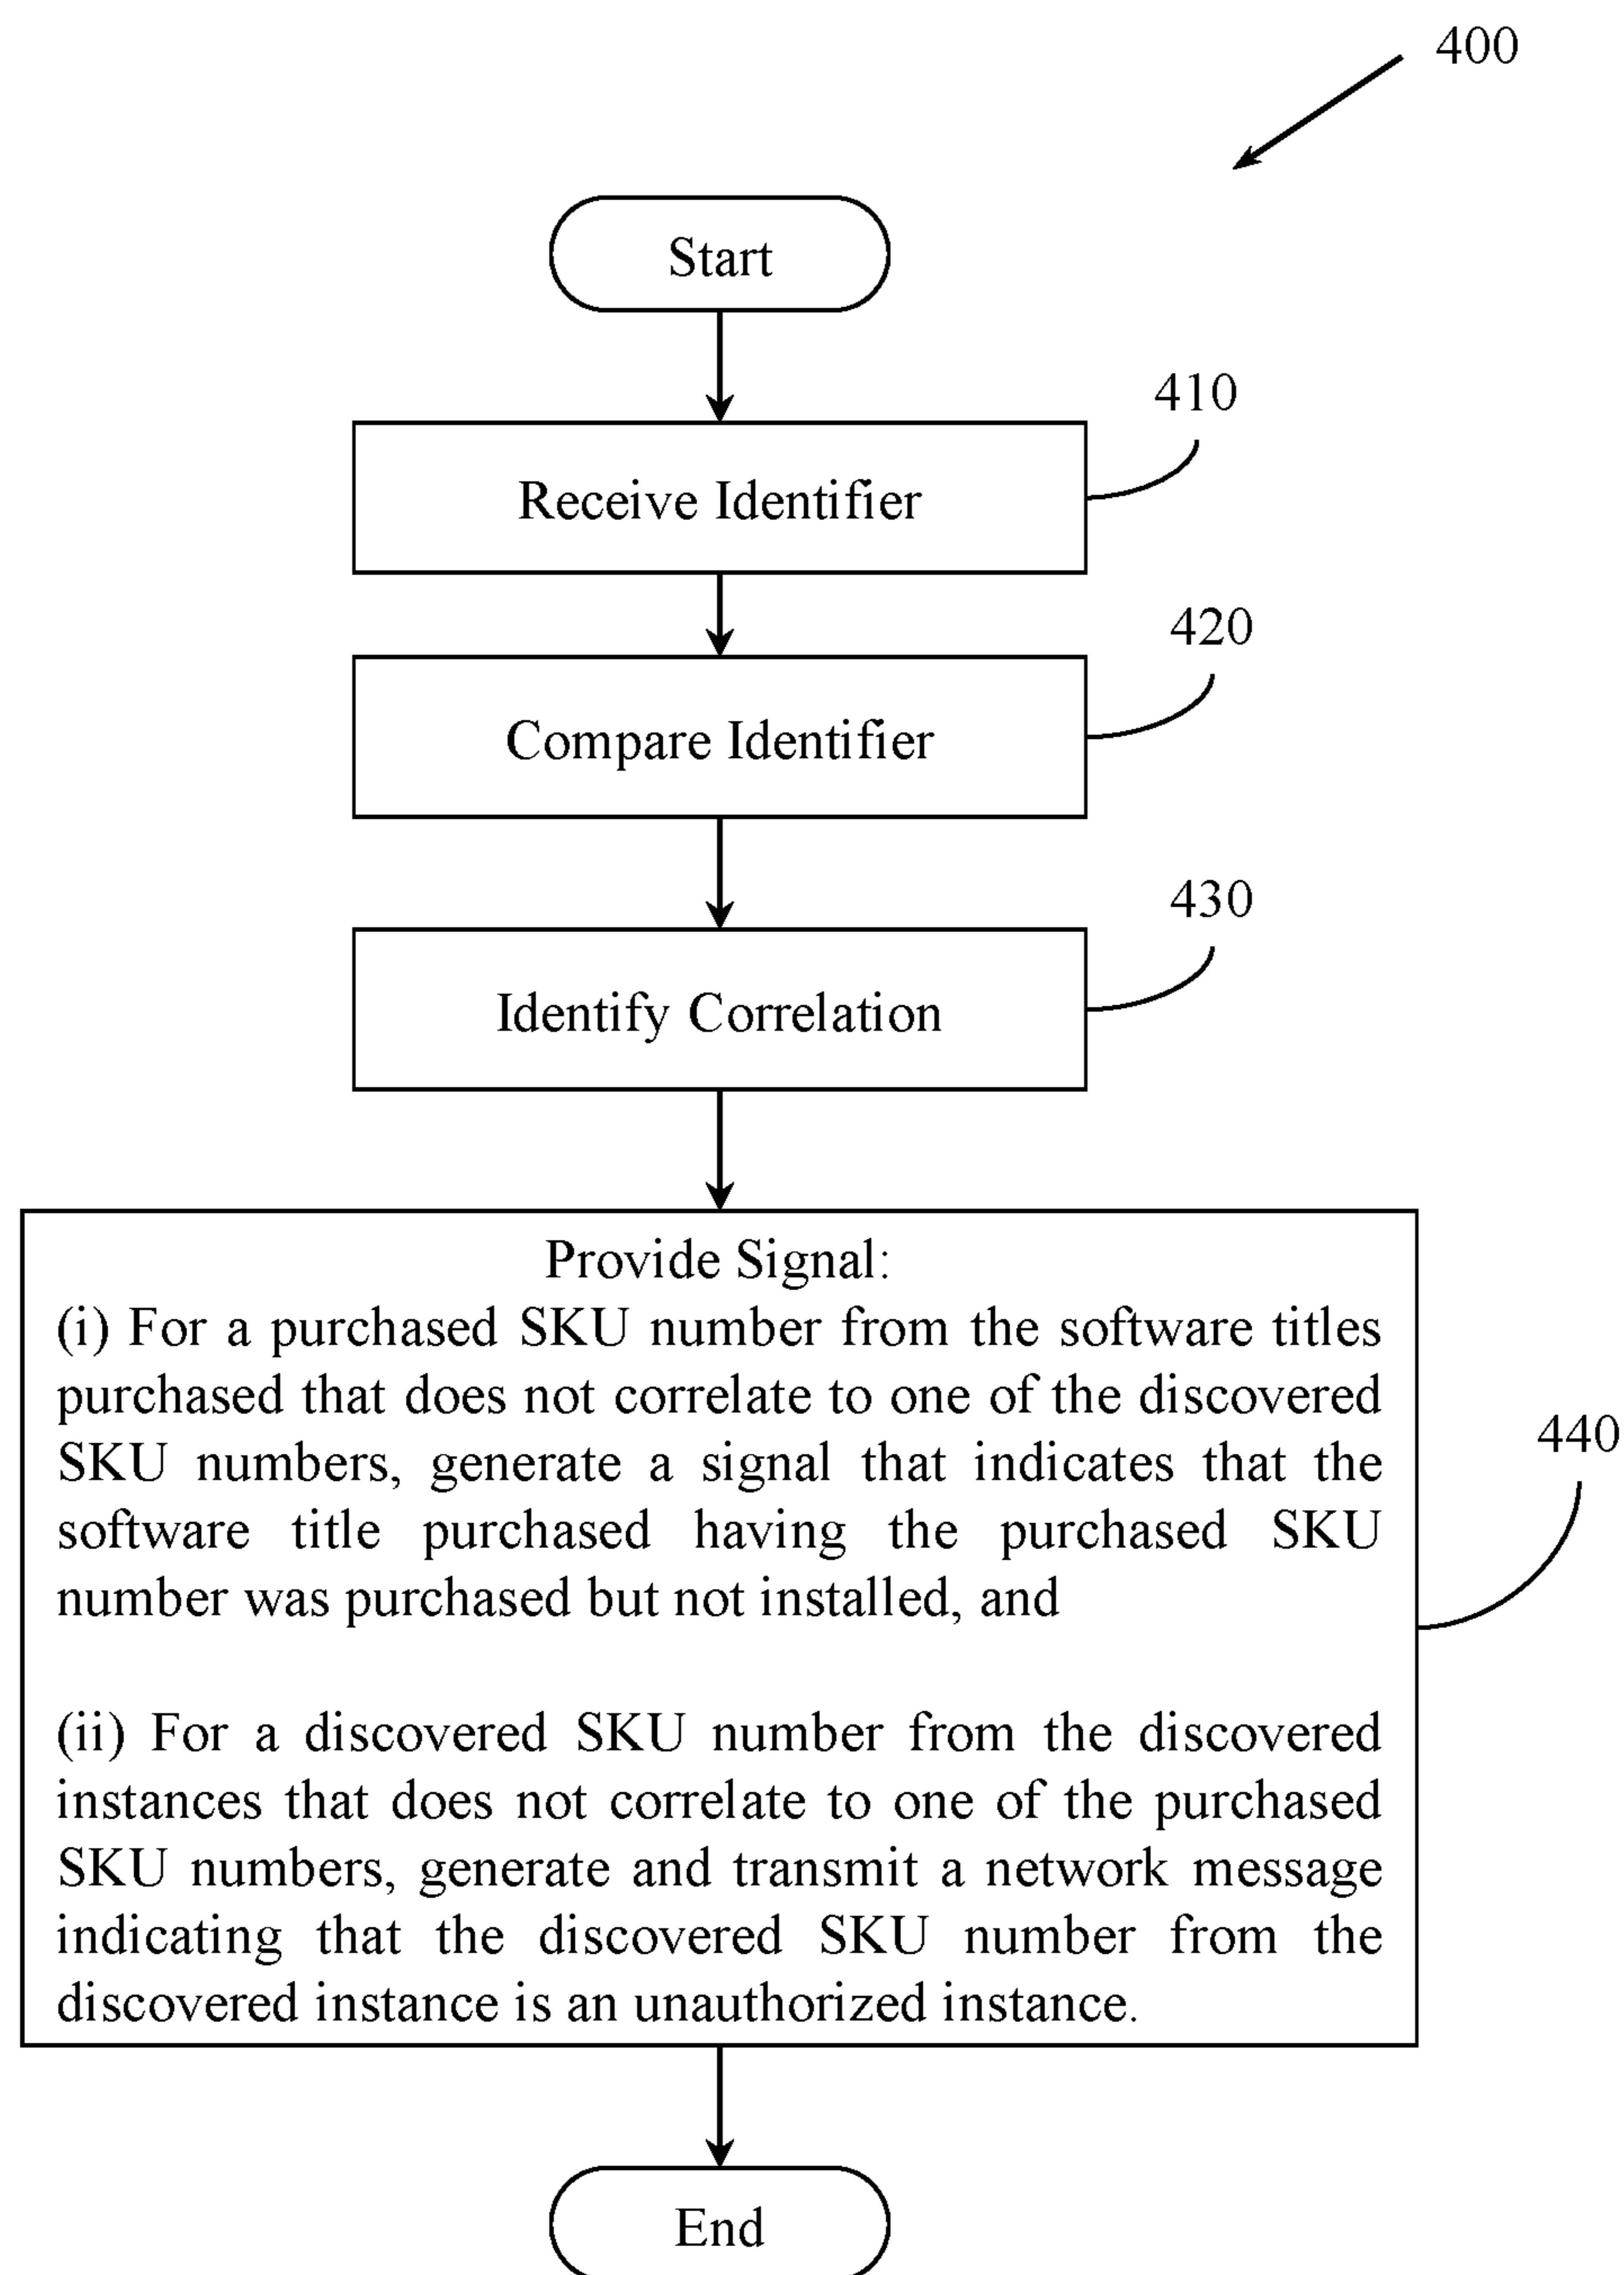 400
Start
410
Receive Identifier
420
Compare Identifier
430
Identify Correlation
Provide Signal:
(i) For a purchased SKU number from the software titles
purchased that does not correlate to one of the discovered
SKU numbers, generate a signal that indicates that the
software title purchased having the purchased SKU
number was purchased but not installed, and
440
(ii) For a discovered SKU number from the discovered
instances that does not correlate to one of the purchased
SKU numbers, generate and transmit a network message
indicating that the discovered SKU number from the
discovered instance is an unauthorized instance.
End